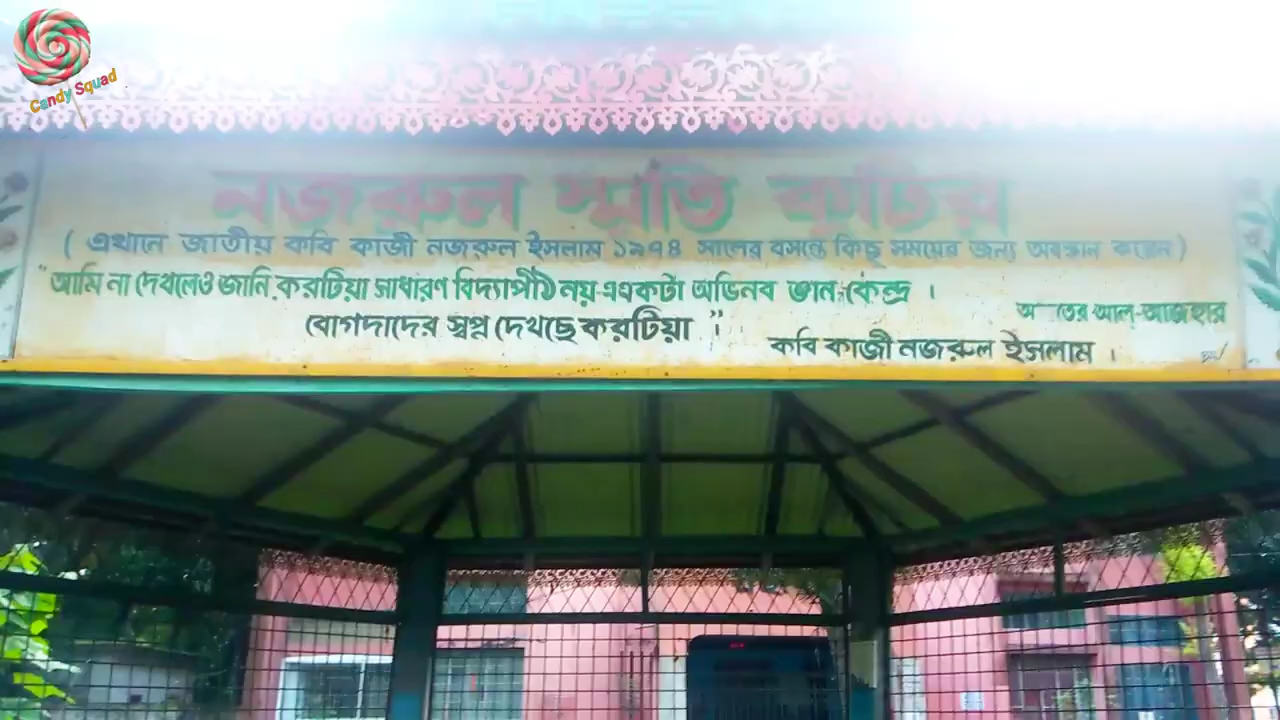 Candy Squad
নজরুল স্মৃতি কুটির
( এখানে জাতীয় কবি কাজী নজরুল ইসলাম ১৯৭৪ সালের বসন্তে কিছু সময়ের জন্য অবস্থান করেন )
"আমি না দেখলেও জানি করটিয়া সাধারণ বিদ্যাপীঠ নয় এ একটা অভিনব জ্ঞান কেন্দ্র ।
আল-আজহার
বোগদাদের স্বপ্ন দেখছে করটিয়া " ।
কবি কাজী নজরুল ইসলাম ।